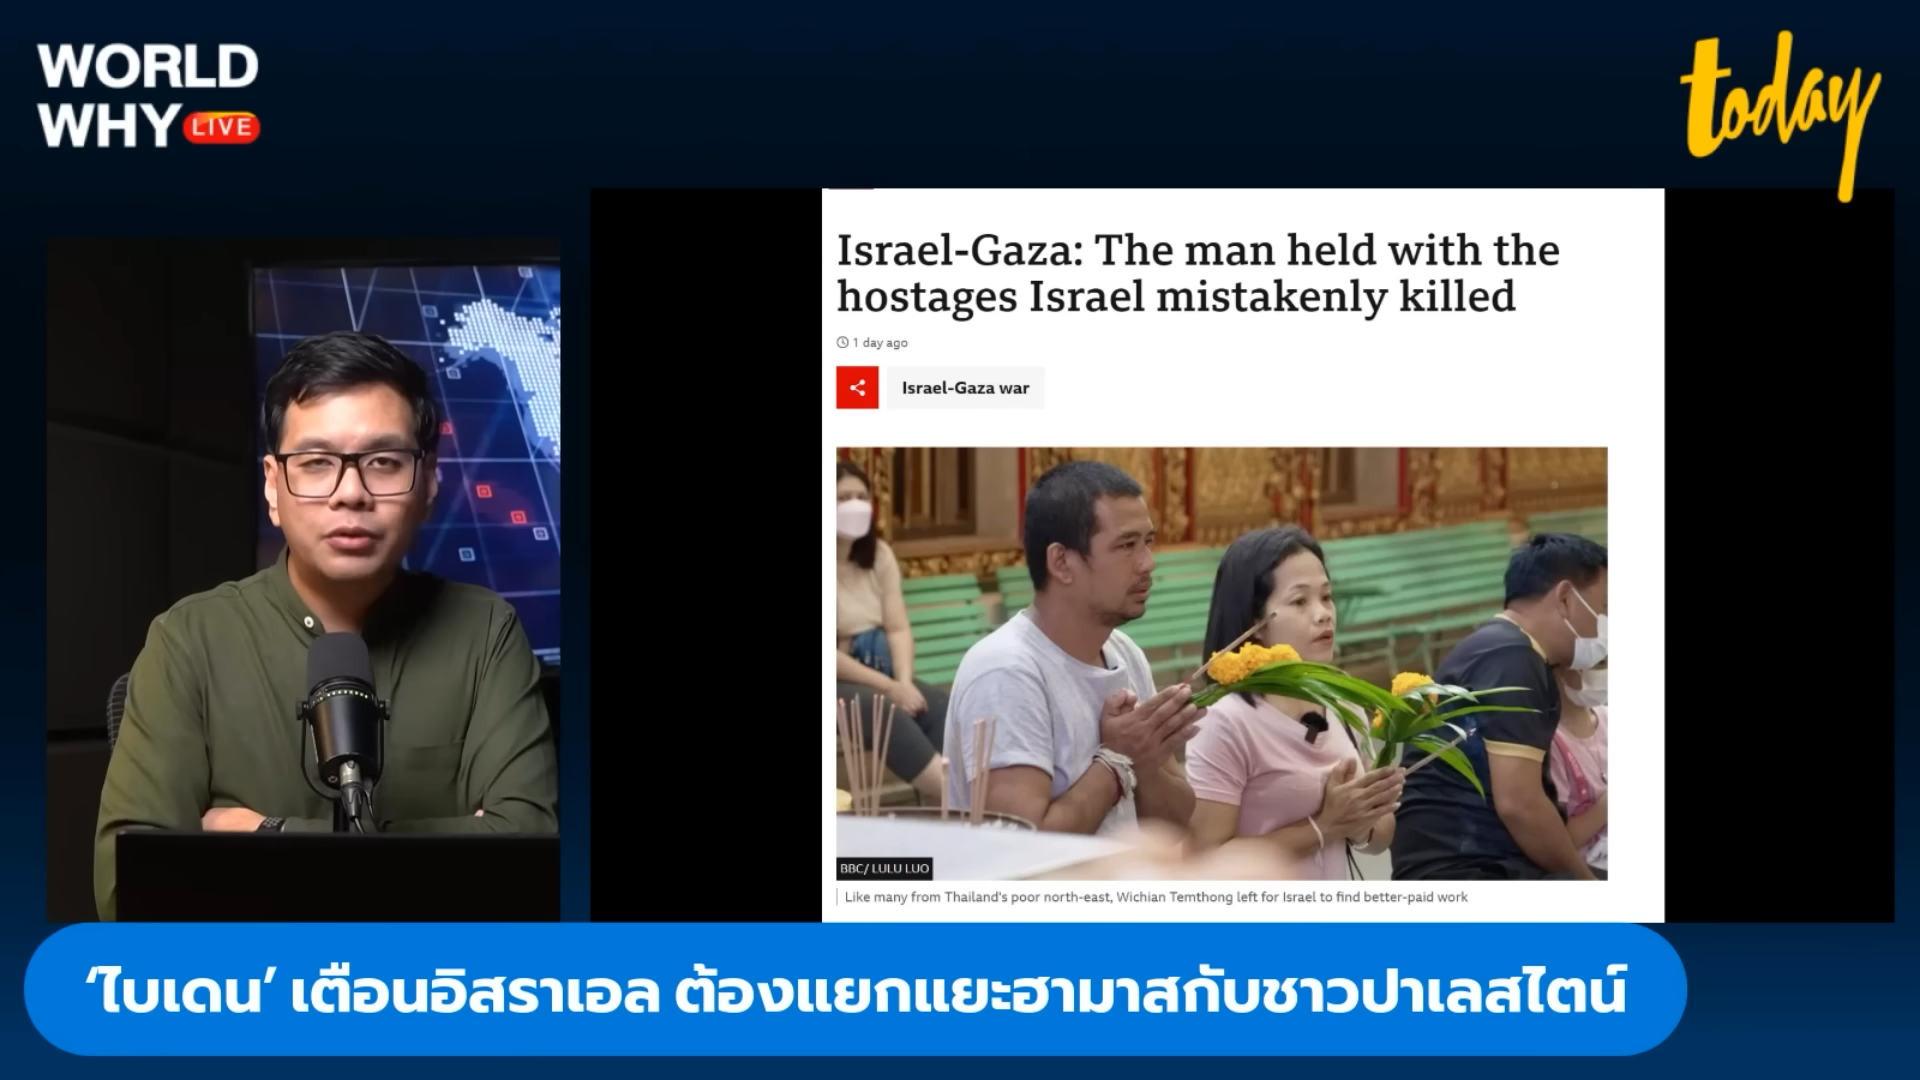 WORLD
WHY LIVE
today
Israel-Gaza: The man held with the
hostages Israel mistakenly killed
1 day ago
Israel-Gaza war
BBC/ LULU LUO
Like many from Thailand's poor north-east, Wichian Temthong left for Israel to find better-paid work
‘ไบเดน’ เตือนอิสราเอล ต้องแยกแยะฮามาสกับชาวปาเลสไตน์